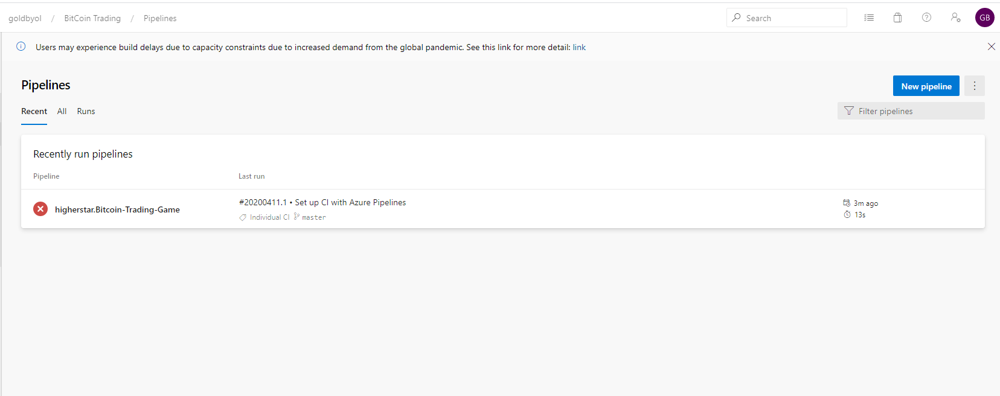 goldbyol / BitCoin Trading / Pipelines
Search
GB
Users may experience build delays due to capacity constraints due to increased demand from the global pandemic. See this link for more detail: link
Pipelines
New pipeline
Recent All Runs
Filter pipelines
Recently run pipelines
Pipeline Last run
#20200411.1 • Set up CI with Azure Pipelines
3m ago
higherstar.Bitcoin-Trading-Game
Individual CI master
13s